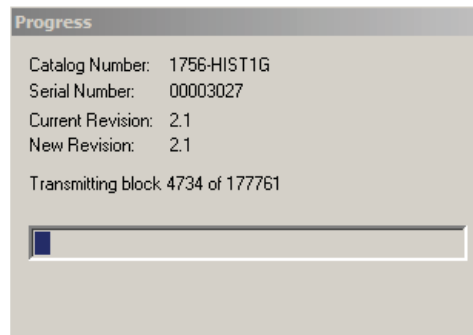 Progress
Catalog Number: 1756-HIST1G
Serial Number: 00003027
Current Revision: 2.1
New Revision: 2.1
Transmitting block 4734 of 177761